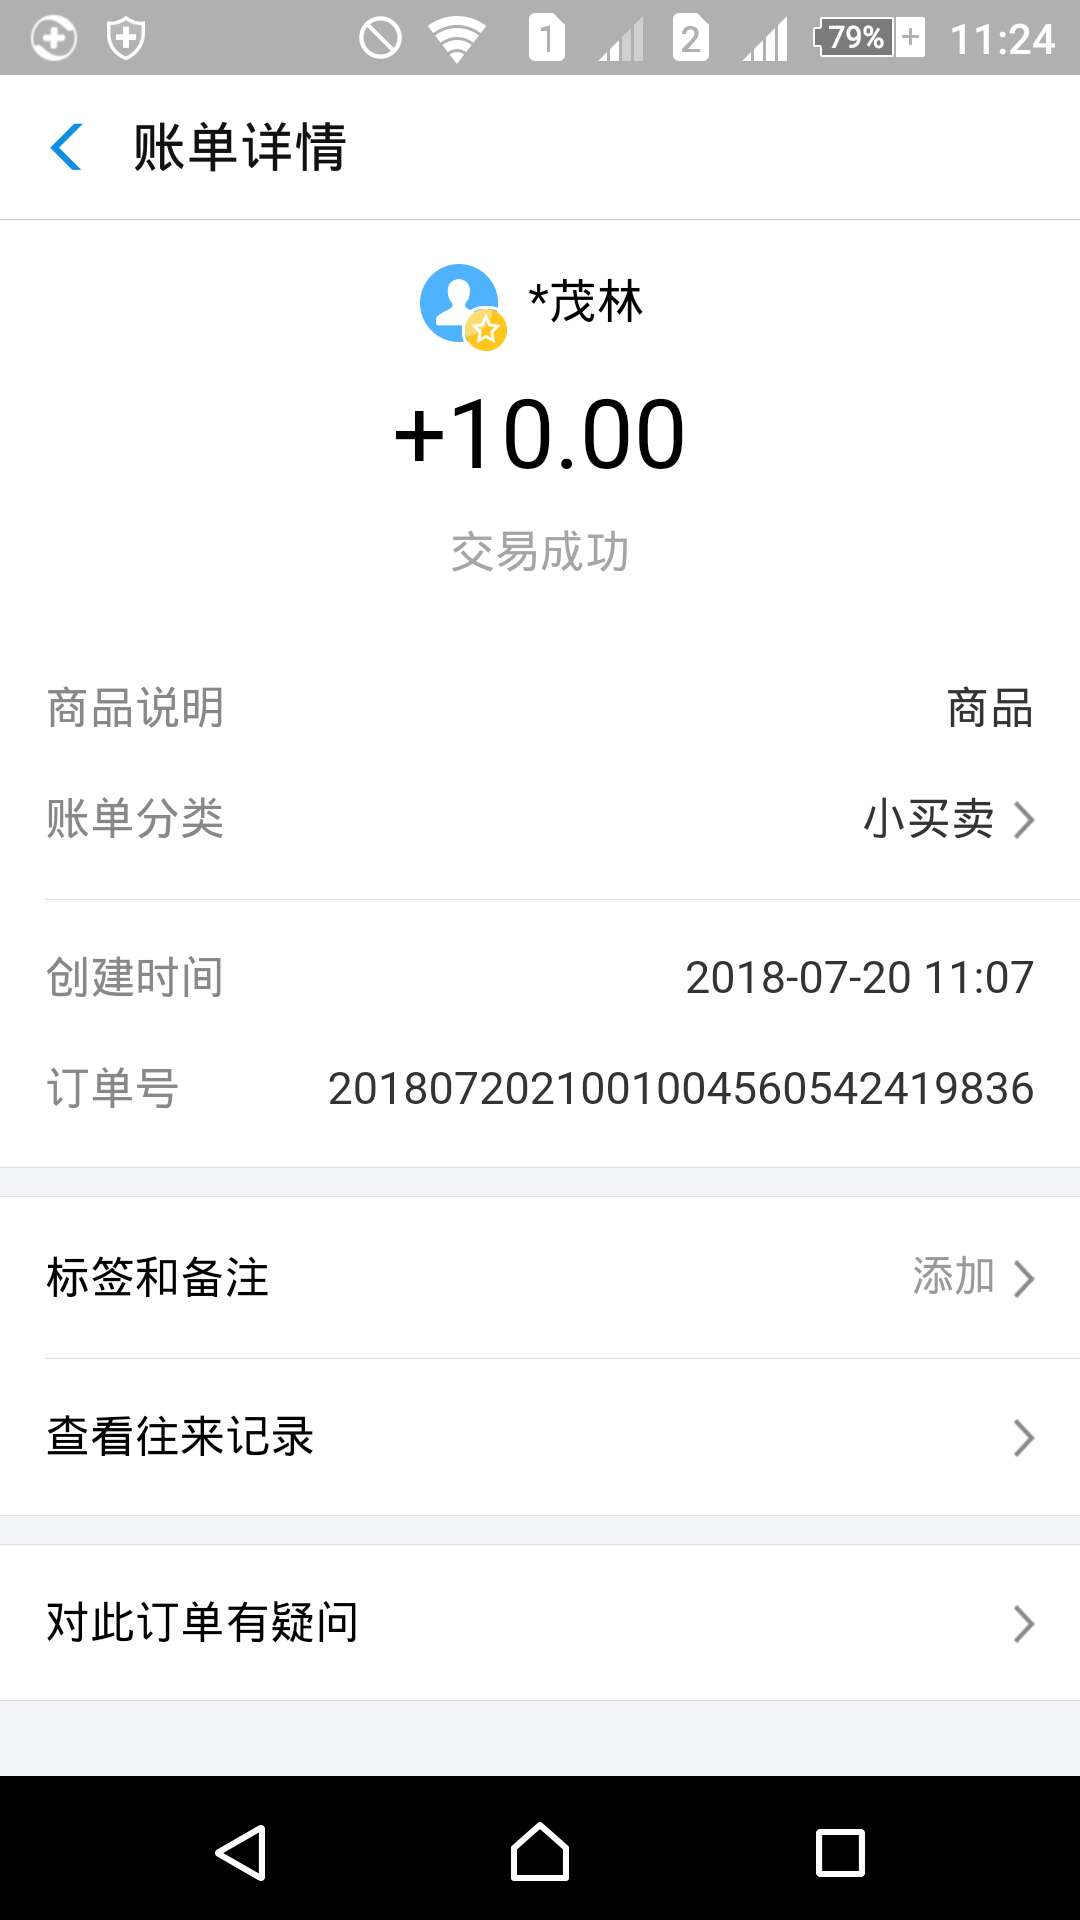 1 2 79% 11:24
账单详情
*茂林
+10.00
交易成功
商品说明 商品
账单分类 小买卖
创建时间 2018-07-20 11:07
订单号 20180720210010045605424​19836
标签和备注 添加
查看往来记录
对此订单有疑问